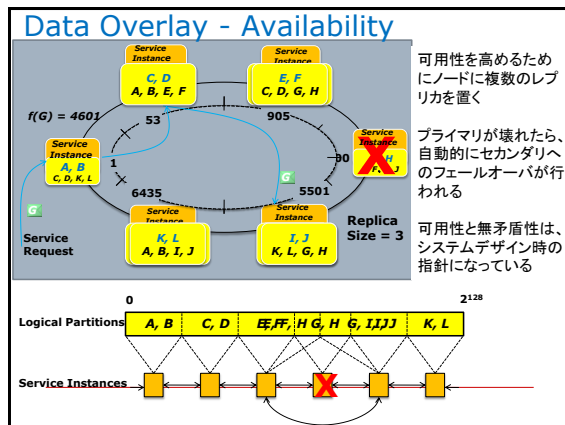 Data Overlay - Availability
Service
Instance
C, D
A, B, E, F
Service
Instance
E, F
C, D, G, H
f(G) = 4601
53
905
Service
Instance
A, B
C, D, K, L
1
90
Service
Instance
H
J
G
G
6435
5501
Service
Instance
K, L
A, B, I, J
Service
Instance
I, J
K, L, G, H
Replica
Size = 3
Service
Request
可用性を高めるため
にノードに複数のレプ
リカを置く
プライマリが壊れたら、
自動的にセカンダリへ
のフェールオーバが行
われる
可用性と無矛盾性は、
システムデザイン時の
指針になっている
0
2128
Logical Partitions
A, B
C, D
H G, H
K, L
Service Instances